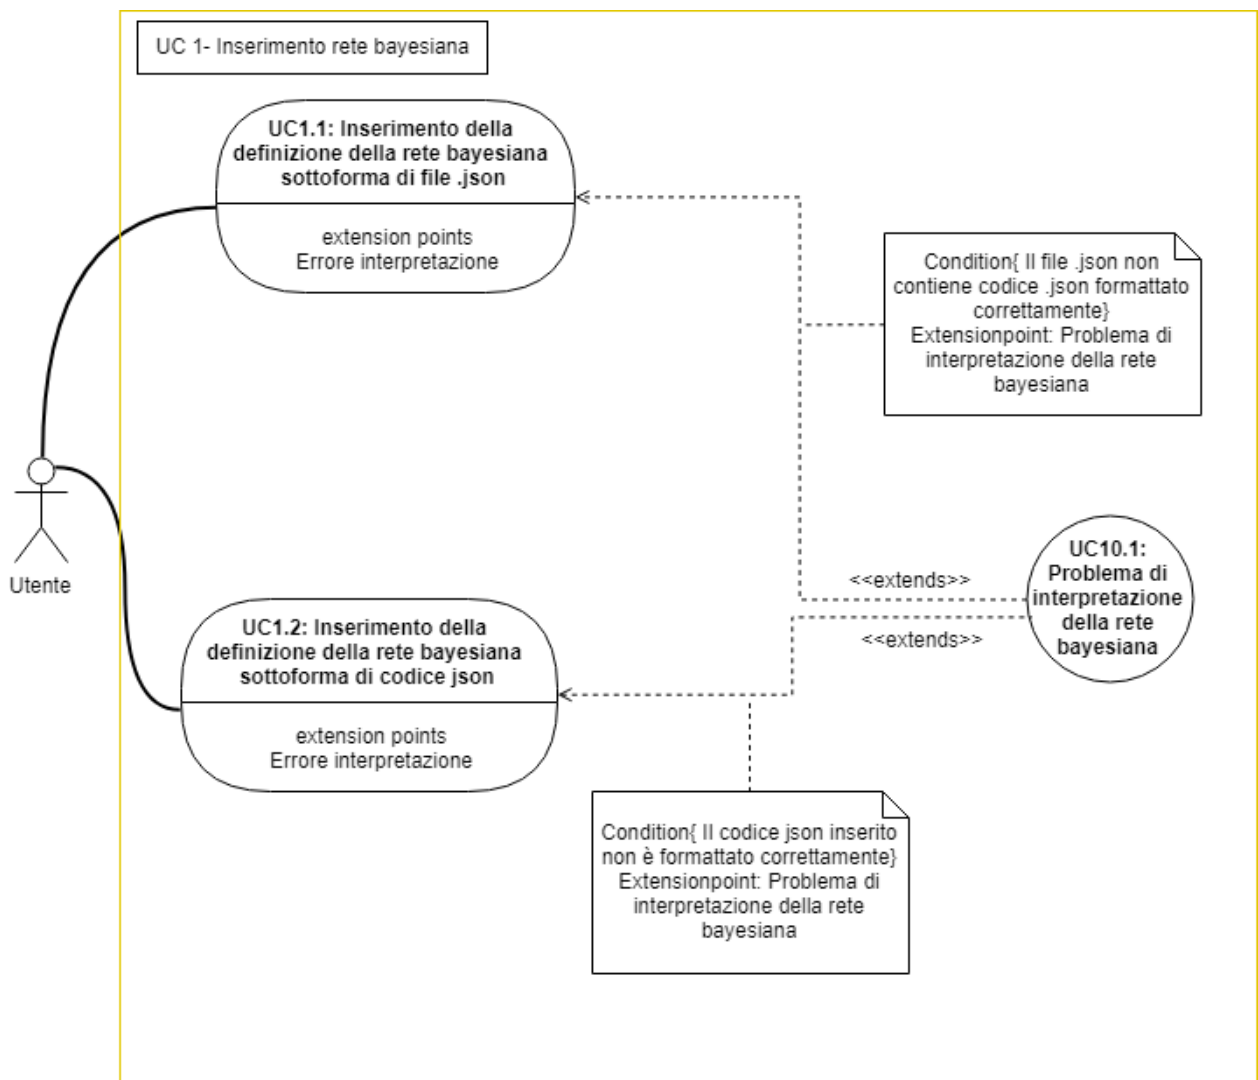 UC 1- Inserimento rete bayesiana
UC1.1: Inserimento della
definizione della rete bayesiana
sottoforma di file .json
extension points
Errore interpretazione
Condition{ Il file .json non
contiene codice .json formattato
correttamente}
Extensionpoint: Problema di
interpretazione della rete
bayesiana
Utente
<<extends>>
<<extends>>
UC10.1:
Problema di
interpretazione
della rete
bayesiana
UC1.2: Inserimento della
definizione della rete bayesiana
sottoforma di codice json
extension points
Errore interpretazione
Condition{ Il codice json inserito
non è formattato correttamente}
Extensionpoint: Problema di
interpretazione della rete
bayesiana